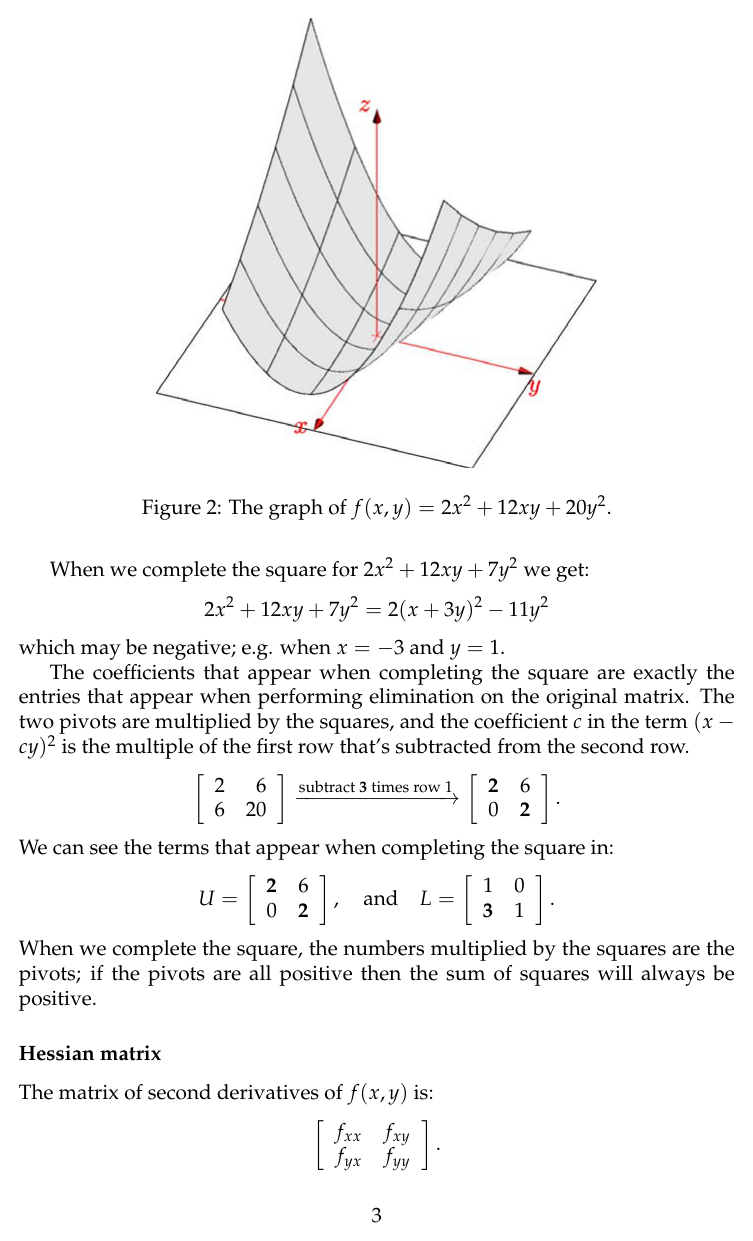 z
y
x
Figure 2: The graph of f(x, y) = 2x² + 12xy + 20y².
When we complete the square for 2x² + 12xy + 7y² we get:
2x² + 12xy + 7y² = 2(x + 3y)² − 11y²
which may be negative; e.g. when x = −3 and y = 1.
The coefficients that appear when completing the square are exactly the
entries that appear when performing elimination on the original matrix. The
two pivots are multiplied by the squares, and the coefficient c in the term (x −
cy)² is the multiple of the first row that’s subtracted from the second row.
[ 2 6 ; 6 20 ] subtract 3 times row 1 → [ 2 6 ; 0 2 ] .
We can see the terms that appear when completing the square in:
U = [ 2 6 ; 0 2 ] , and L = [ 1 0 ; 3 1 ] .
When we complete the square, the numbers multiplied by the squares are the
pivots; if the pivots are all positive then the sum of squares will always be
positive.
Hessian matrix
The matrix of second derivatives of f(x, y) is:
[ fxx fxy ; fyx fyy ] .
3